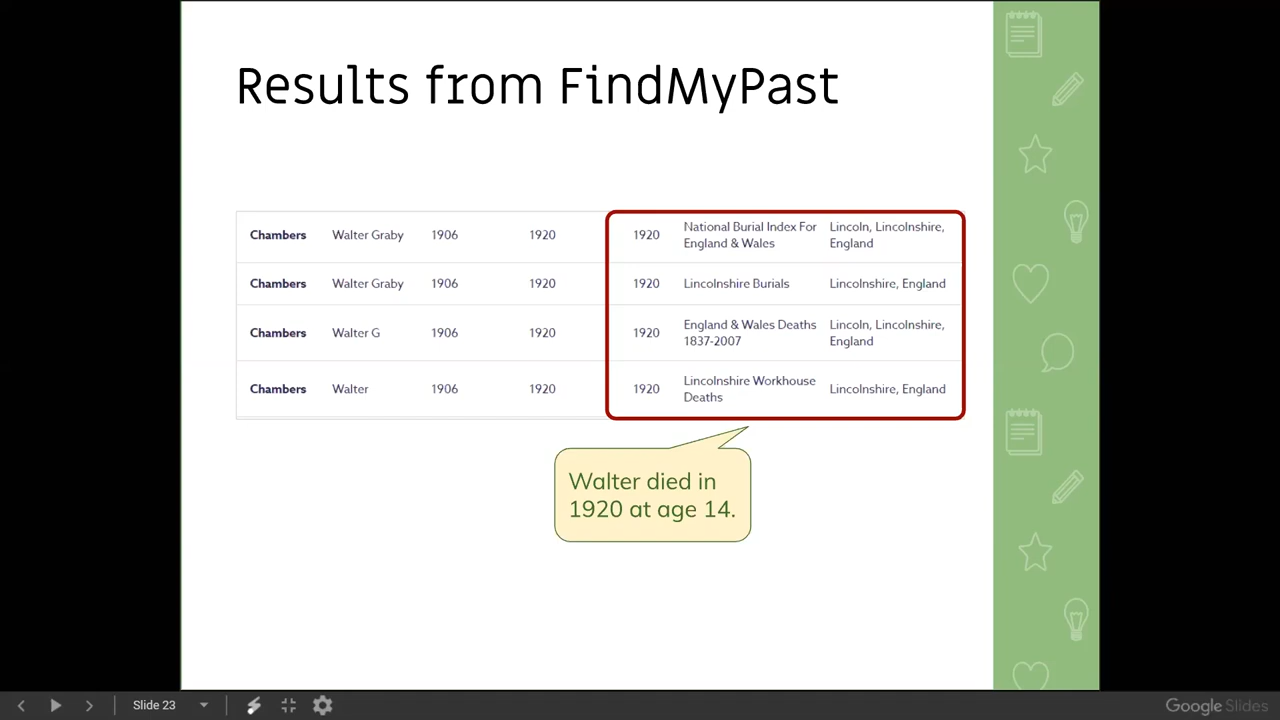 Results from FindMyPast
Chambers Walter Graby 1906 1920 1920 National Burial Index For England & Wales Lincoln, Lincolnshire, England
Chambers Walter Graby 1906 1920 1920 Lincolnshire Burials Lincolnshire, England
Chambers Walter G 1906 1920 1920 England & Wales Deaths 1837-2007 Lincoln, Lincolnshire, England
Chambers Walter 1906 1920 1920 Lincolnshire Workhouse Deaths Lincolnshire, England
Walter died in
1920 at age 14.
Slide 23
Google Slides